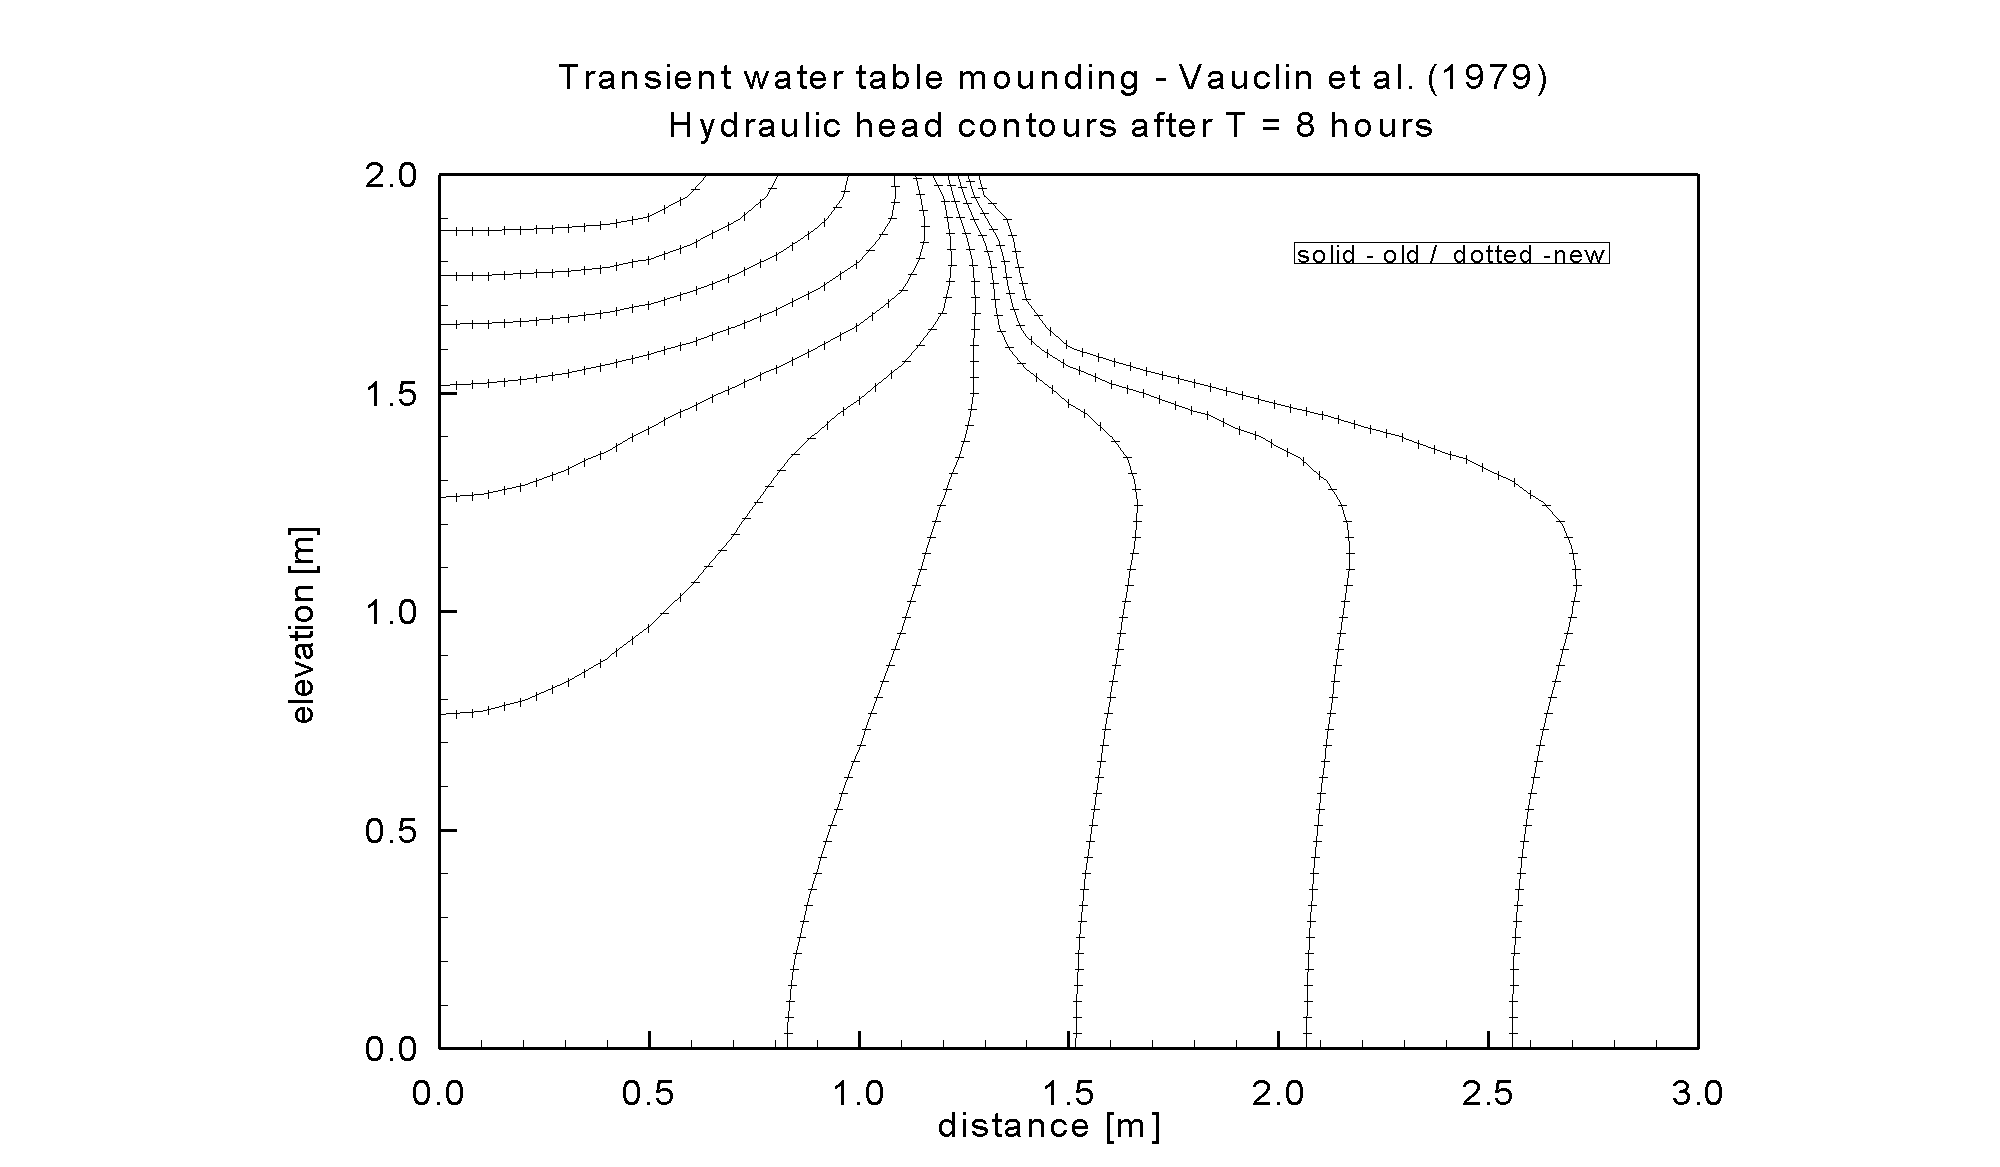 Transient water table mounding - Vauclin et al. (1979)
Hydraulic head contours after T = 8 hours
2.0
solid - old / dotted -new
1.5
elevation [m]
1.0
0.5
0.0
0.0 0.5 1.0 1.5 2.0 2.5 3.0
distance [m]